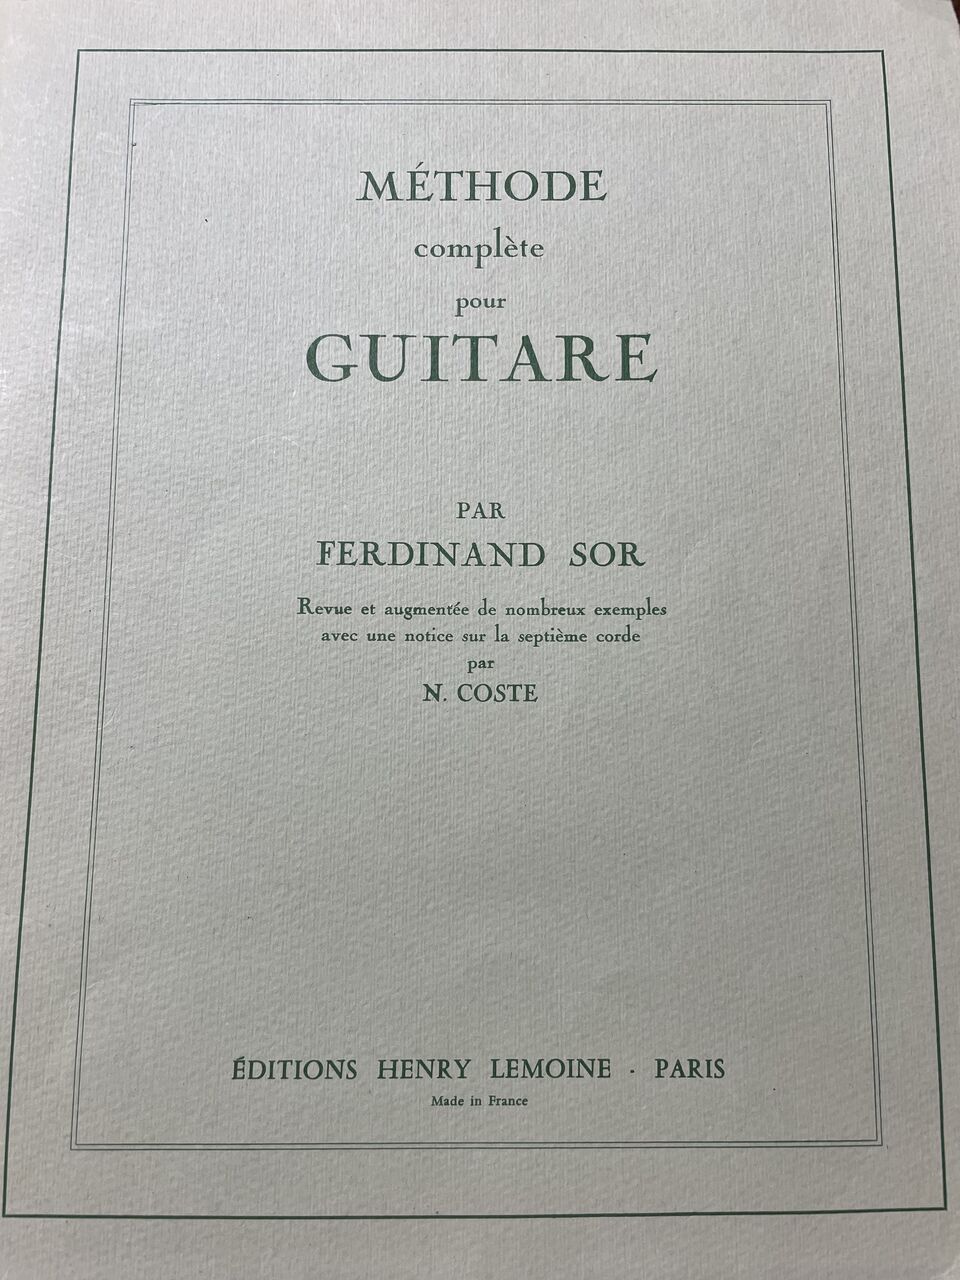 MÉTHODE
complète
pour
GUITARE
PAR
FERDINAND SOR
Revue et augmentée de nombreux exemples
avec une notice sur la septième corde
par
N. COSTE
ÉDITIONS HENRY LEMOINE · PARIS
Made in France